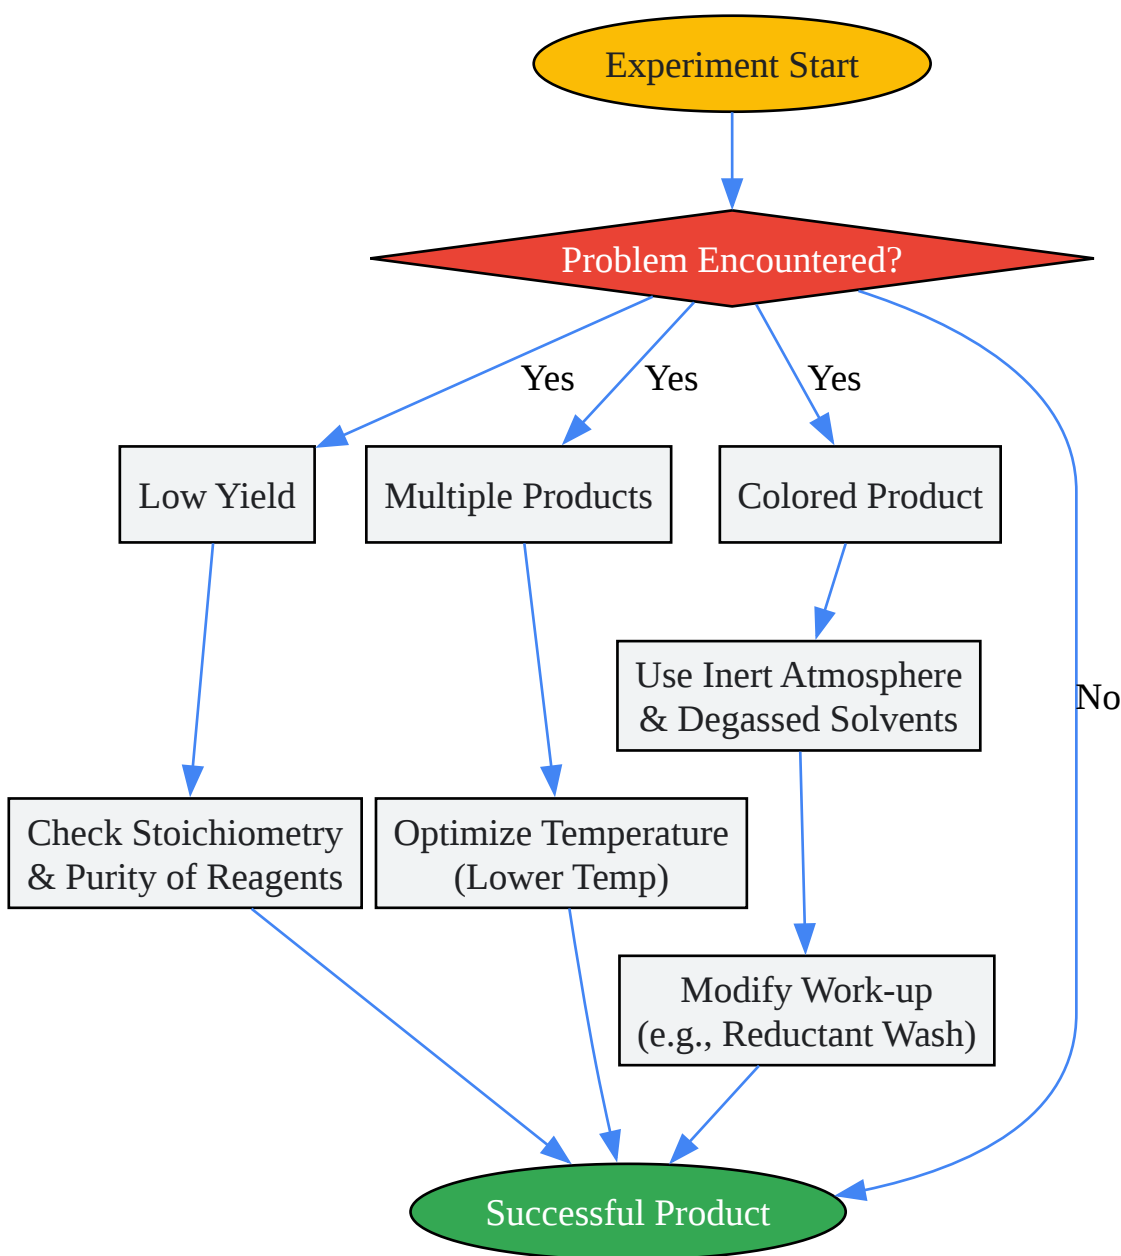 Experiment Start
Problem Encountered?
Yes
Yes
Yes
Low Yield
Multiple Products
Colored Product
Use Inert Atmosphere
& Degassed Solvents
No
Check Stoichiometry
& Purity of Reagents
Optimize Temperature
(Lower Temp)
Modify Work-up
(e.g., Reductant Wash)
Successful Product